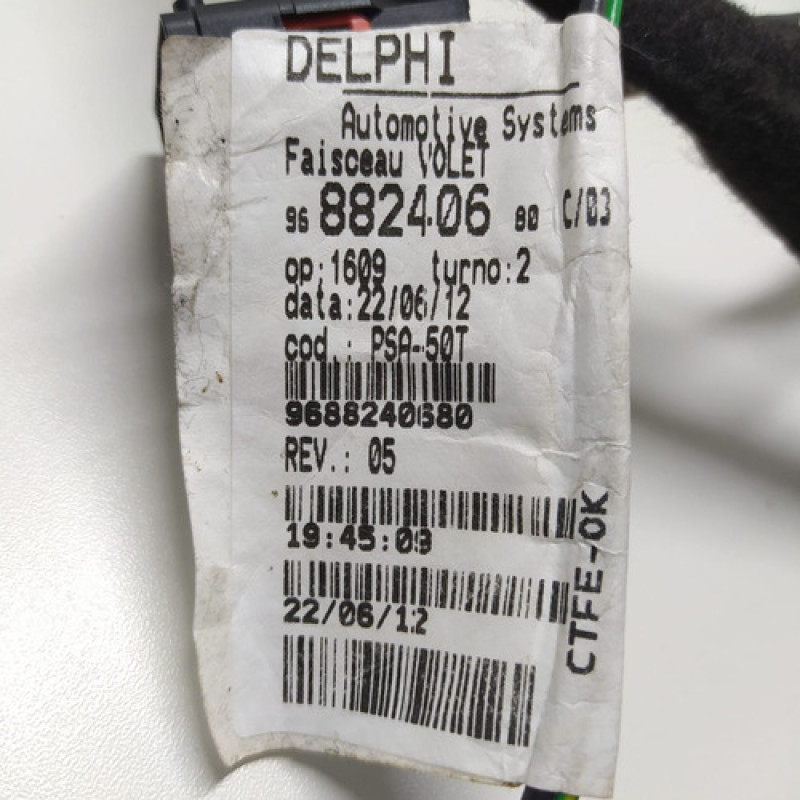 DELPHI
Automotive Systems
Faisceau VOLET
96 882406 80 C/03
op:1609 turno:2
data:22/06/12
cod.: PSA-50T
9688240680
REV.: 05
19:45:09
22/06/12
CTFE-OK